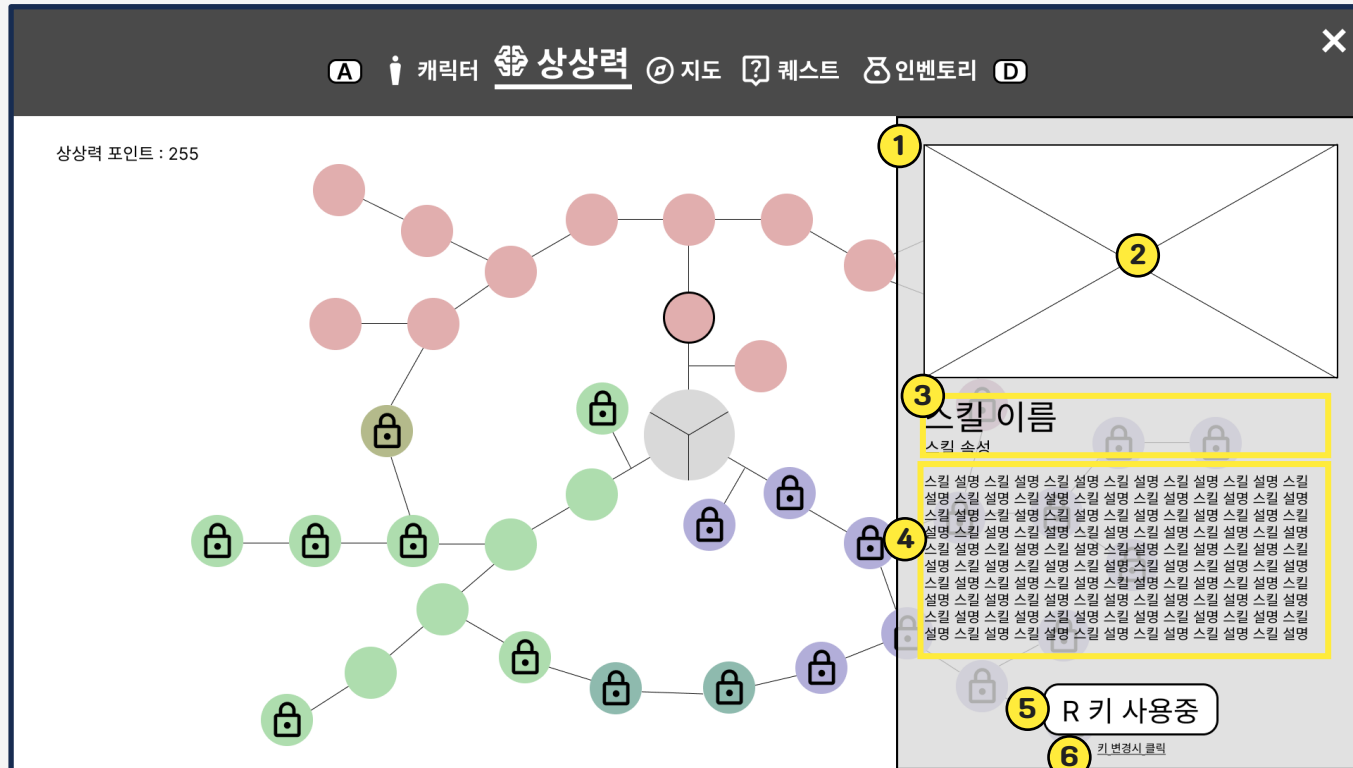 A 캐릭터 상상력 지도 퀘스트 인벤토리 D
상상력 포인트 : 255
1
2
3
스킬 이름
스킬 속성
4
스킬 설명 스킬 설명 스킬 설명 스킬 설명 스킬 설명 스킬 설명 스킬
설명 스킬 설명 스킬 설명 스킬 설명 스킬 설명 스킬 설명 스킬 설명
스킬 설명 스킬 설명 스킬 설명 스킬 설명 스킬 설명 스킬 설명 스킬
설명 스킬 설명 스킬 설명 스킬 설명 스킬 설명 스킬 설명 스킬 설명
스킬 설명 스킬 설명 스킬 설명 스킬 설명 스킬 설명 스킬 설명 스킬
설명 스킬 설명 스킬 설명 스킬 설명 스킬 설명 스킬 설명 스킬 설명
스킬 설명 스킬 설명 스킬 설명 스킬 설명 스킬 설명 스킬 설명 스킬
설명 스킬 설명 스킬 설명 스킬 설명 스킬 설명 스킬 설명 스킬 설명
스킬 설명 스킬 설명 스킬 설명 스킬 설명 스킬 설명 스킬 설명 스킬
설명 스킬 설명 스킬 설명 스킬 설명 스킬 설명 스킬 설명 스킬 설명
5
R 키 사용중
6
키 변경시 클릭